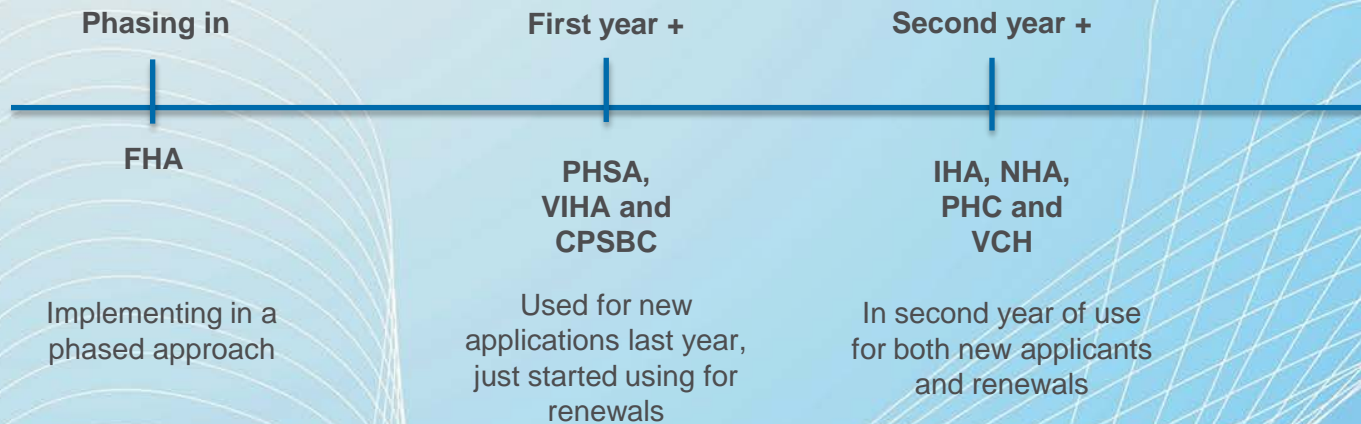 Phasing in
FHA
Implementing in a
phased approach
First year +
PHSA,
VIHA and
CPSBC
Used for new
applications last year,
just started using for
renewals
Second year +
IHA, NHA,
PHC and
VCH
In second year of use
for both new applicants
and renewals